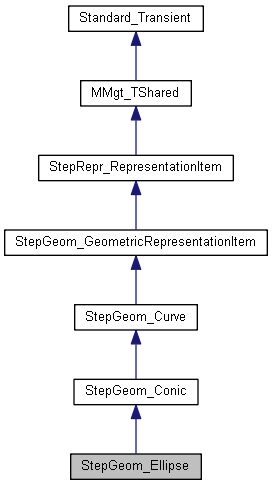 Standard_Transient
MMgt_TShared
StepRepr_RepresentationItem
StepGeom_GeometricRepresentationItem
StepGeom_Curve
StepGeom_Conic
StepGeom_Ellipse